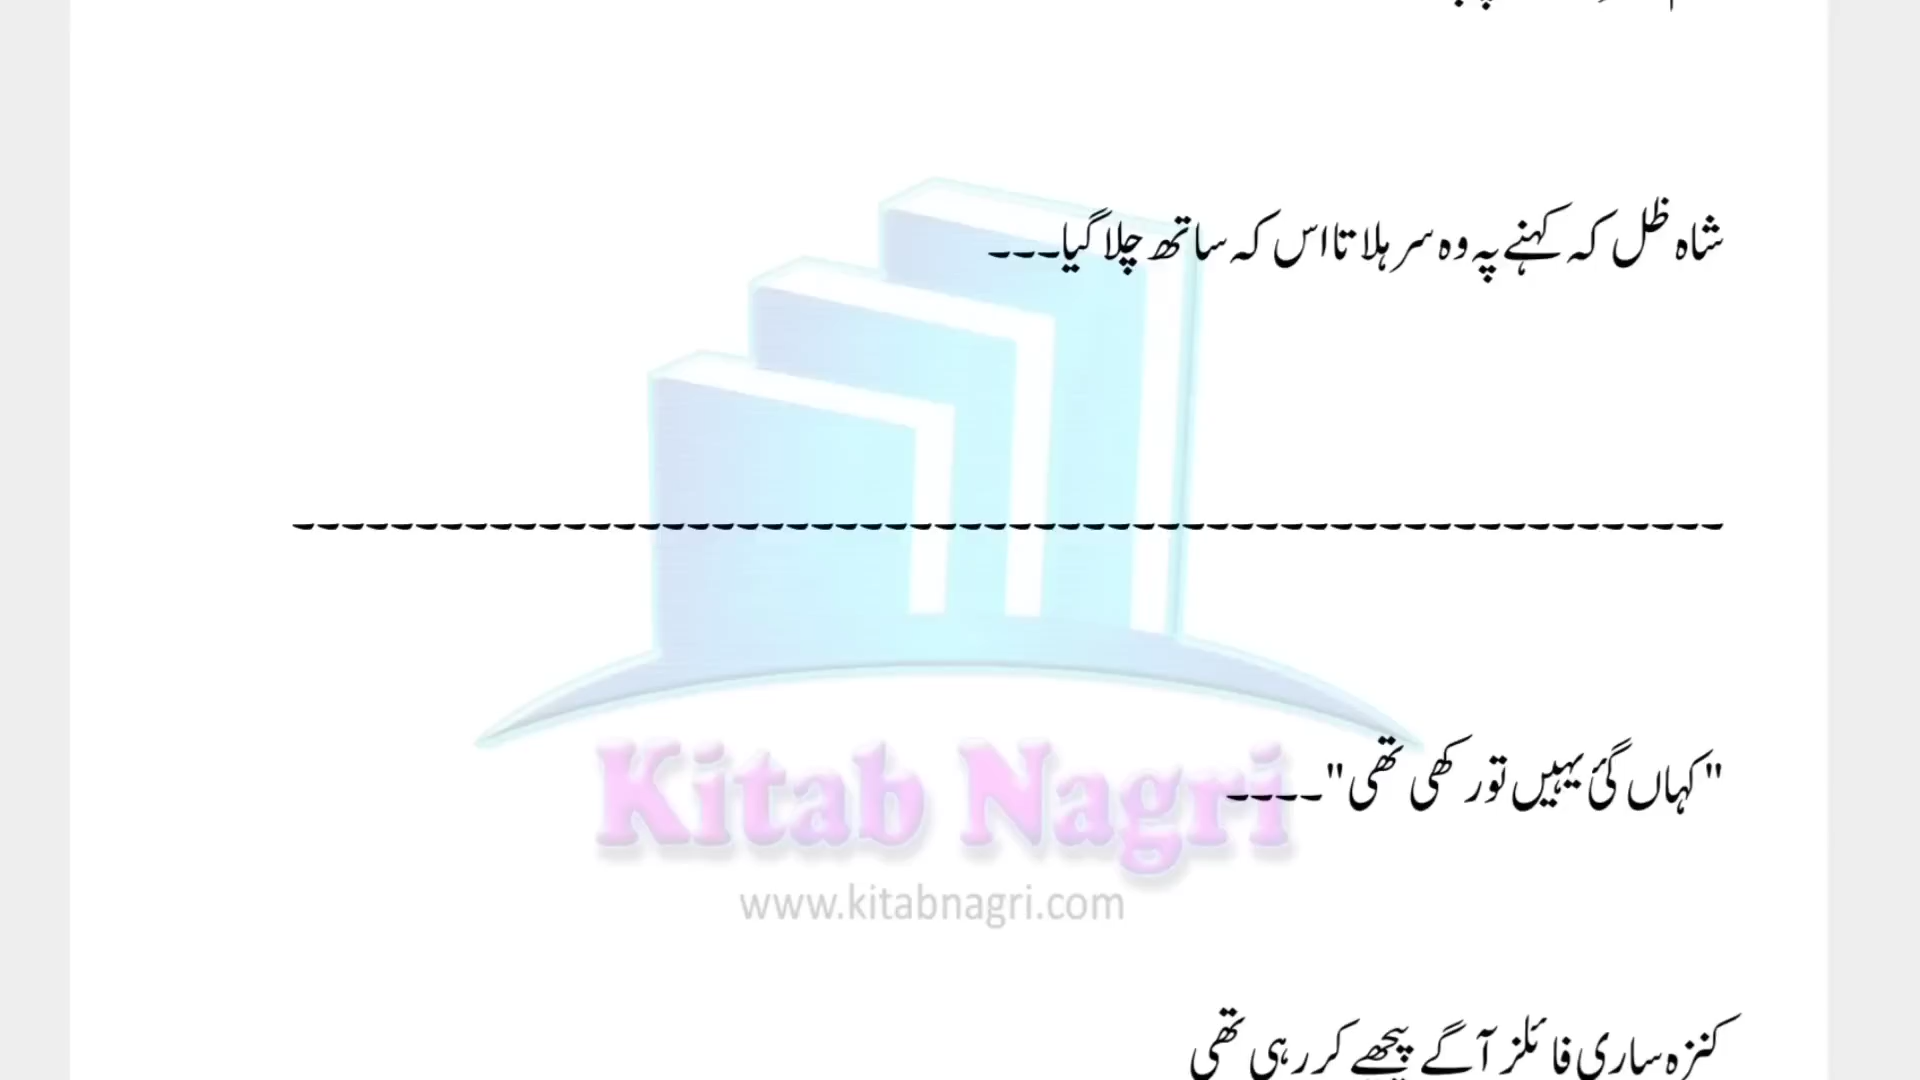 شاہ ظل کہ کہنے پہ وہ سر ہلاتا اس کہ ساتھ چلا گیا۔۔۔
۔۔۔۔۔۔۔۔۔۔۔۔۔۔۔۔۔۔۔۔۔۔۔۔۔۔۔۔۔۔۔۔۔۔۔۔۔۔۔۔۔۔۔۔۔۔۔۔۔۔۔۔۔۔۔۔۔۔
"کہاں گئ یہیں تو رکھی تھی"۔۔۔۔
Kitab Nagri
www.kitabnagri.com
کنزہ ساری فائلز آگے پیچھے کر رہی تھی